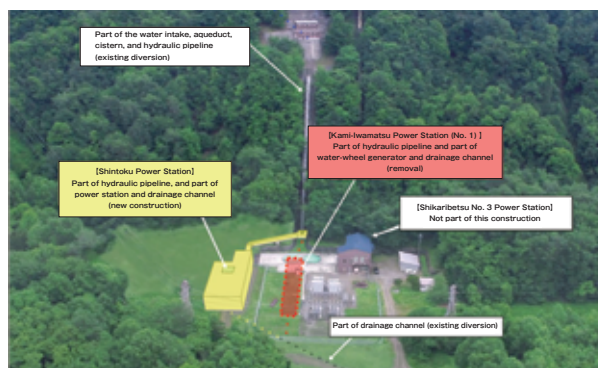 Part of the water intake, aqueduct,
cistern, and hydraulic pipeline
(existing diversion)
[Kami-Iwamatsu Power Station (No. 1) ]
Part of hydraulic pipeline and part of
water-wheel generator and drainage channel
(removal)
[Shintoku Power Station]
Part of hydraulic pipeline, and part of
power station and drainage channel
(new construction)
[Shikaribetsu No. 3 Power Station]
Not part of this construction
Part of drainage channel (existing diversion)